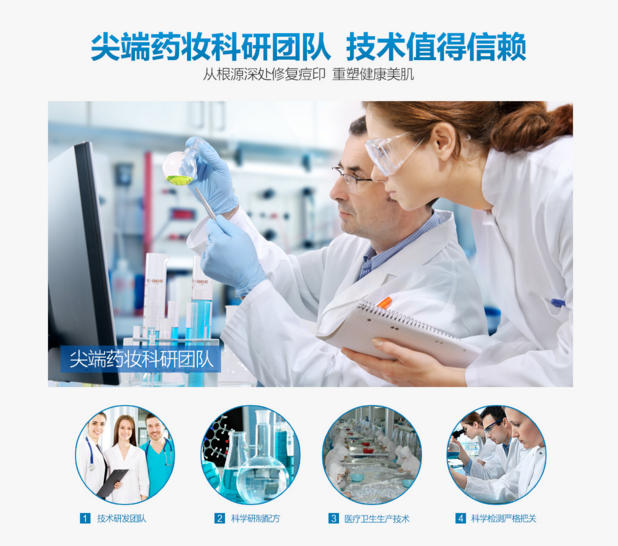 尖端药妆科研团队 技术值得信赖
从根源深处修复痘印 重塑健康美肌
尖端药妆科研团队
1 技术研发团队
2 科学研制配方
3 医疗卫生生产技术
4 科学检测严格把关